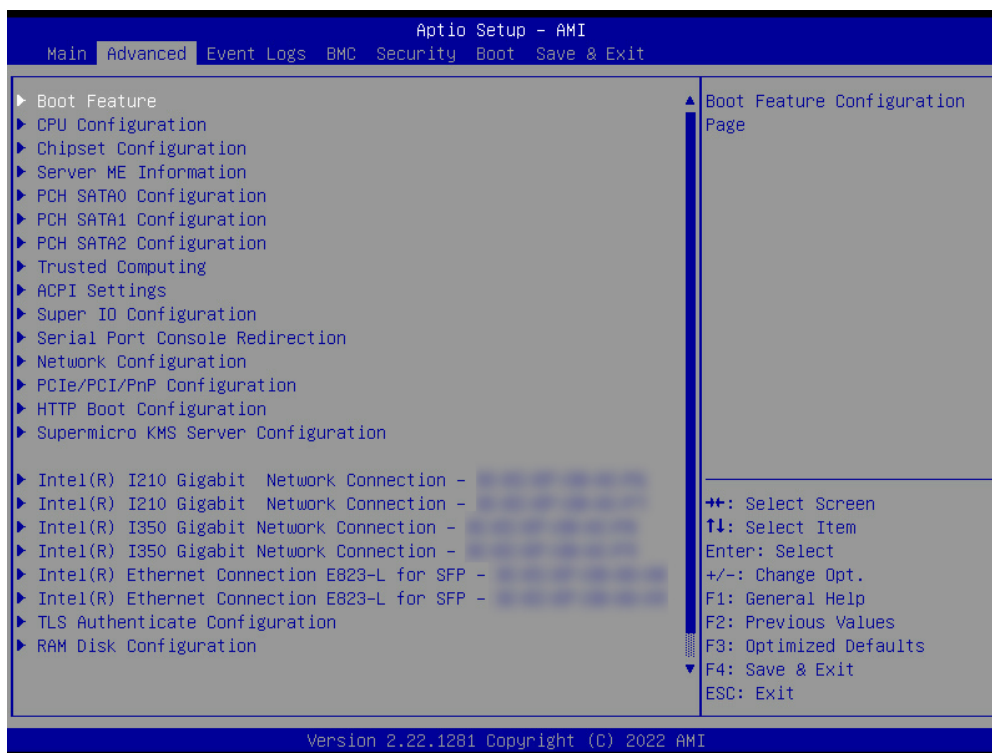 Aptio Setup – AMI
Main Advanced Event Logs BMC Security Boot Save & Exit
Boot Feature
CPU Configuration
Chipset Configuration
Server ME Information
PCH SATA0 Configuration
PCH SATA1 Configuration
PCH SATA2 Configuration
Trusted Computing
ACPI Settings
Super IO Configuration
Serial Port Console Redirection
Network Configuration
PCIe/PCI/PnP Configuration
HTTP Boot Configuration
Supermicro KMS Server Configuration
Intel(R) I210 Gigabit  Network Connection –
Intel(R) I210 Gigabit  Network Connection –
Intel(R) I350 Gigabit Network Connection –
Intel(R) I350 Gigabit Network Connection –
Intel(R) Ethernet Connection E823-L for SFP –
Intel(R) Ethernet Connection E823-L for SFP –
TLS Authenticate Configuration
RAM Disk Configuration
Boot Feature Configuration
Page
→←: Select Screen
↑↓: Select Item
Enter: Select
+/-: Change Opt.
F1: General Help
F2: Previous Values
F3: Optimized Defaults
F4: Save & Exit
ESC: Exit
Version 2.22.1281 Copyright (C) 2022 AMI